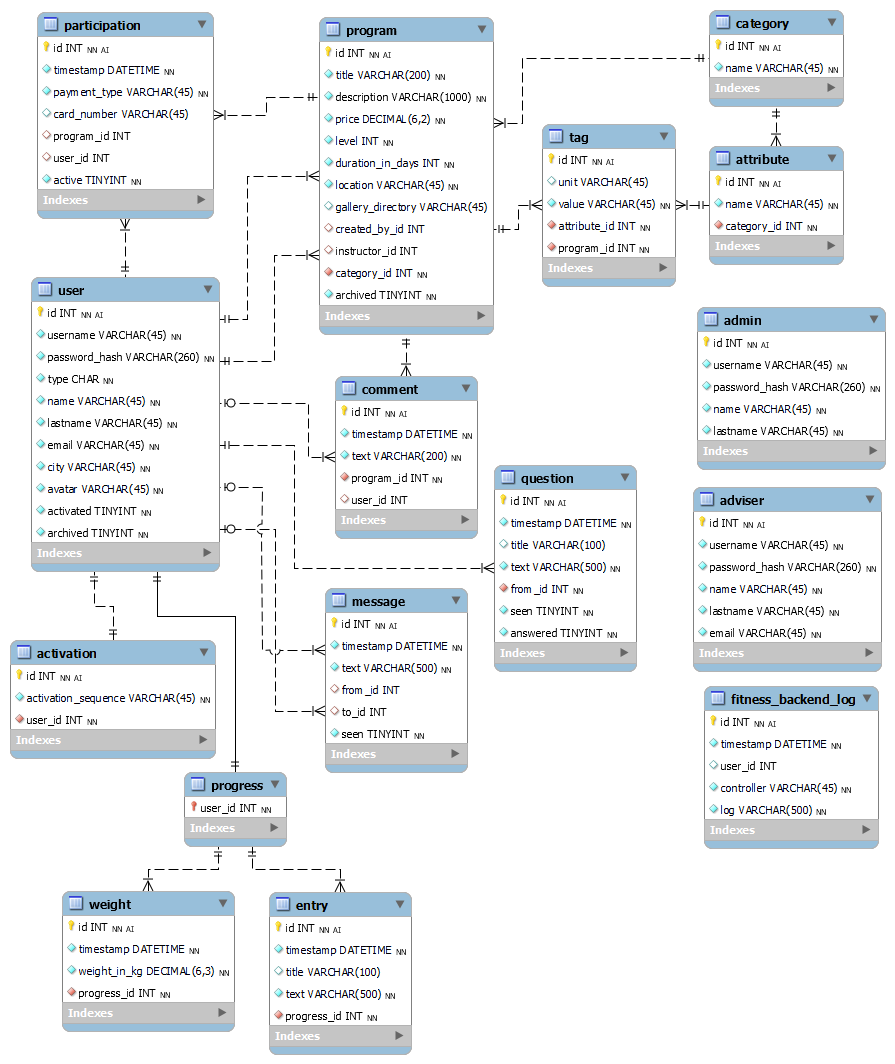 participation
id INT NN AI
timestamp DATETIME NN
payment_type VARCHAR(45) NN
card_number VARCHAR(45)
program_id INT
user_id INT
active TINYINT NN
Indexes
program
id INT NN AI
title VARCHAR(200) NN
description VARCHAR(1000) NN
price DECIMAL(6,2) NN
level INT NN
duration_in_days INT NN
location VARCHAR(45) NN
gallery_directory VARCHAR(45)
created_by_id INT
instructor_id INT
category_id INT NN
archived TINYINT NN
Indexes
category
id INT NN AI
name VARCHAR(45) NN
Indexes
tag
id INT NN AI
unit VARCHAR(45)
value VARCHAR(45) NN
attribute_id INT NN
program_id INT NN
Indexes
attribute
id INT NN AI
name VARCHAR(45) NN
category_id INT NN
Indexes
user
id INT NN AI
username VARCHAR(45) NN
password_hash VARCHAR(260) NN
type CHAR NN
name VARCHAR(45) NN
lastname VARCHAR(45) NN
email VARCHAR(45) NN
city VARCHAR(45) NN
avatar VARCHAR(45) NN
activated TINYINT NN
archived TINYINT NN
Indexes
admin
id INT NN AI
username VARCHAR(45) NN
password_hash VARCHAR(260) NN
name VARCHAR(45) NN
lastname VARCHAR(45) NN
Indexes
comment
id INT NN AI
timestamp DATETIME NN
text VARCHAR(200) NN
program_id INT NN
user_id INT
Indexes
question
id INT NN AI
timestamp DATETIME NN
title VARCHAR(100)
text VARCHAR(500) NN
from_id INT NN
seen TINYINT NN
answered TINYINT NN
Indexes
adviser
id INT NN AI
username VARCHAR(45) NN
password_hash VARCHAR(260) NN
name VARCHAR(45) NN
lastname VARCHAR(45) NN
email VARCHAR(45) NN
Indexes
message
id INT NN AI
timestamp DATETIME NN
text VARCHAR(500) NN
from_id INT
to_id INT
seen TINYINT NN
Indexes
activation
id INT NN AI
activation_sequence VARCHAR(45) NN
user_id INT NN
Indexes
fitness_backend_log
id INT NN AI
timestamp DATETIME NN
user_id INT
controller VARCHAR(45) NN
log VARCHAR(500) NN
Indexes
progress
user_id INT NN
Indexes
weight
id INT NN AI
timestamp DATETIME NN
weight_in_kg DECIMAL(6,3) NN
progress_id INT NN
Indexes
entry
id INT NN AI
timestamp DATETIME NN
title VARCHAR(100)
text VARCHAR(500) NN
progress_id INT NN
Indexes